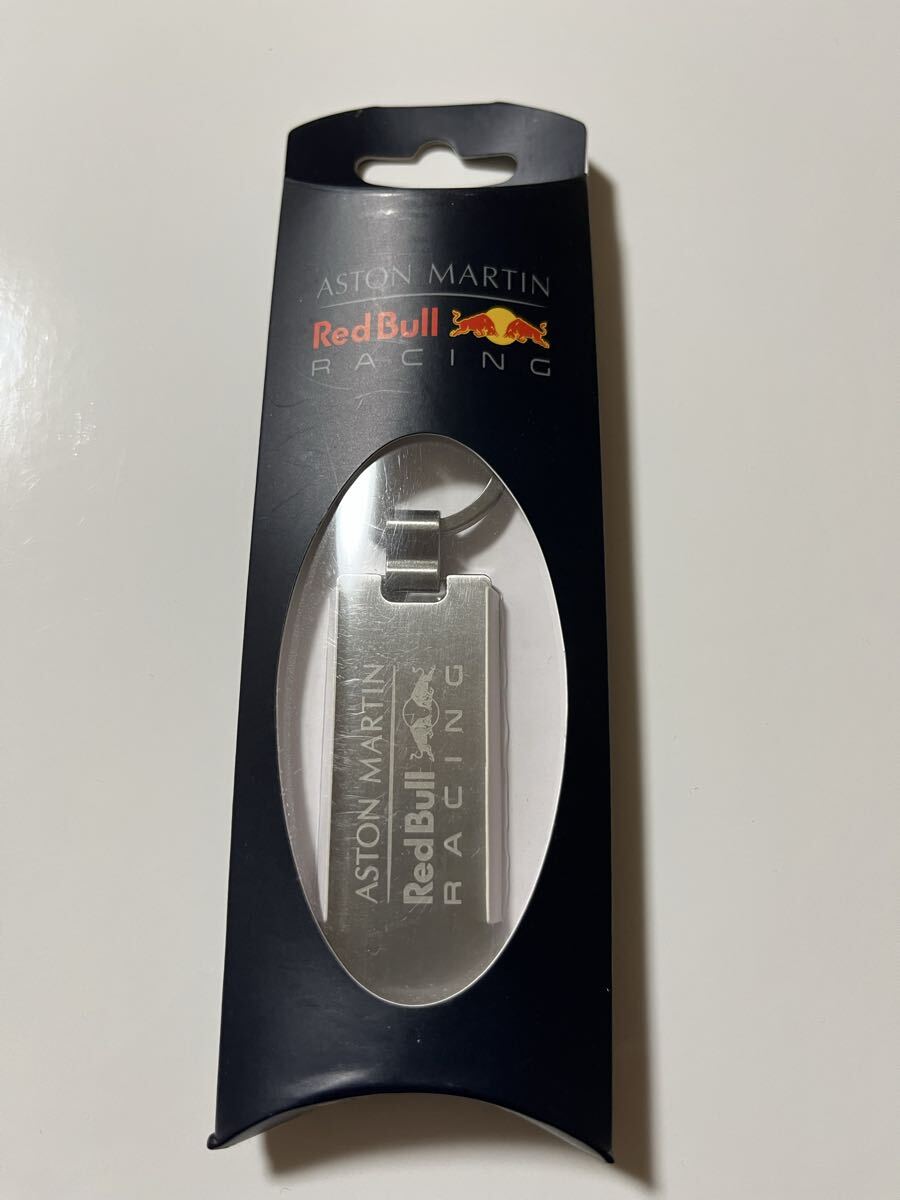 ASTON MARTIN
Red Bull
RACING
ASTON MARTIN
Red Bull
RACING